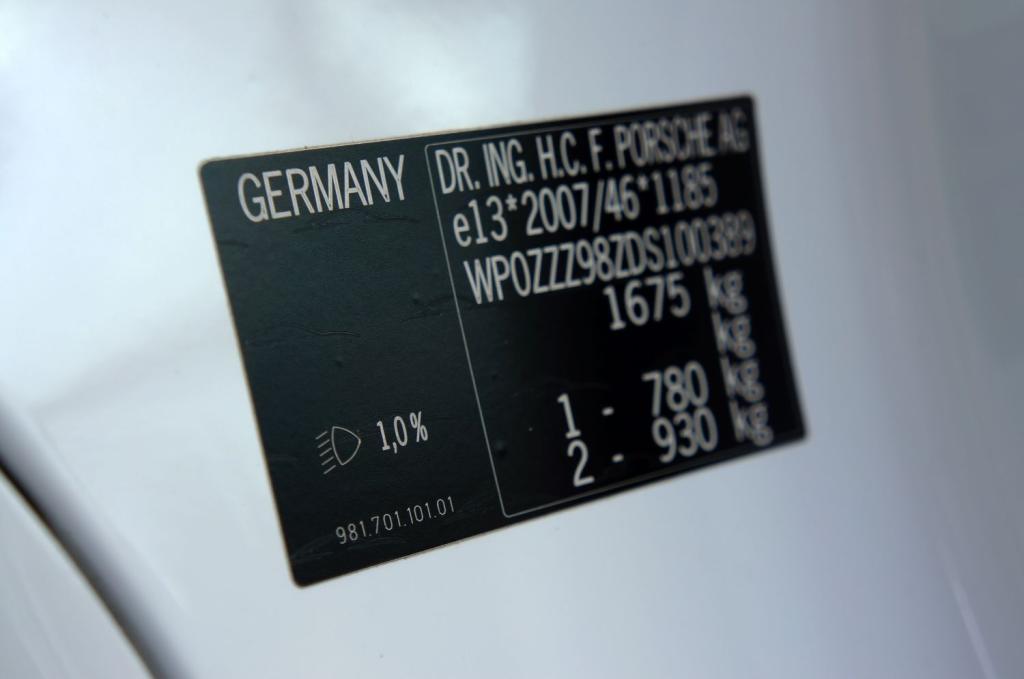 GERMANY
DR. ING. H.C. F. PORSCHE AG
e13*2007/46*1185
WP0ZZZ98ZDS100389
1675 kg
kg
1 - 780 kg
2 - 930 kg
1,0%
981.701.101.01